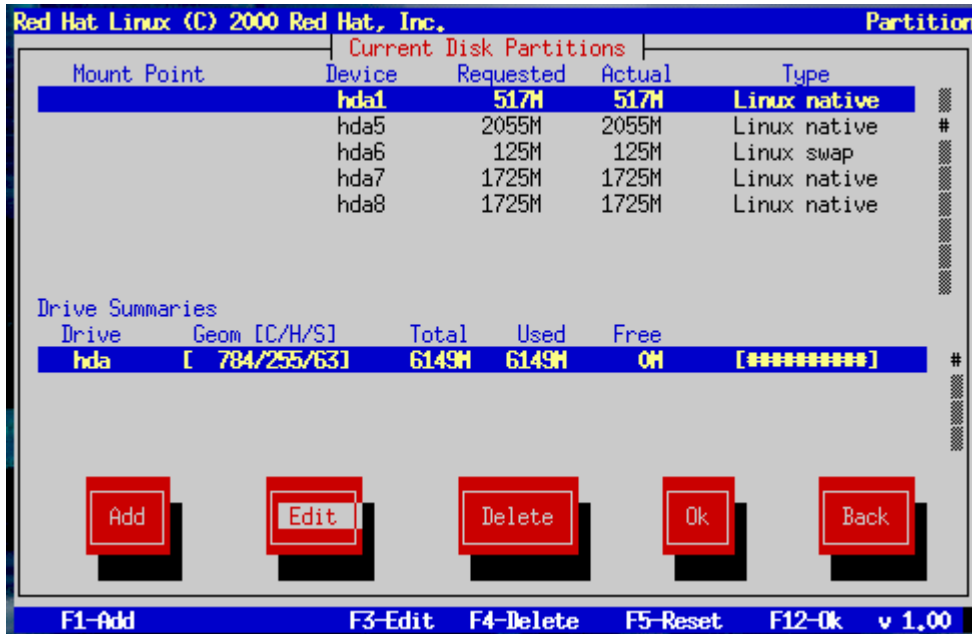 Red Hat Linux (C) 2000 Red Hat, Inc. Partition
Current Disk Partitions
Mount Point Device Requested Actual Type
hda1 517M 517M Linux native
hda5 2055M 2055M Linux native #
hda6 125M 125M Linux swap
hda7 1725M 1725M Linux native
hda8 1725M 1725M Linux native
Drive Summaries
Drive Geom [C/H/S] Total Used Free
hda [ 784/255/63] 6149M 6149M 0M [##########] #
Add Edit Delete Ok Back
F1-Add F3-Edit F4-Delete F5-Reset F12-Ok v 1.00